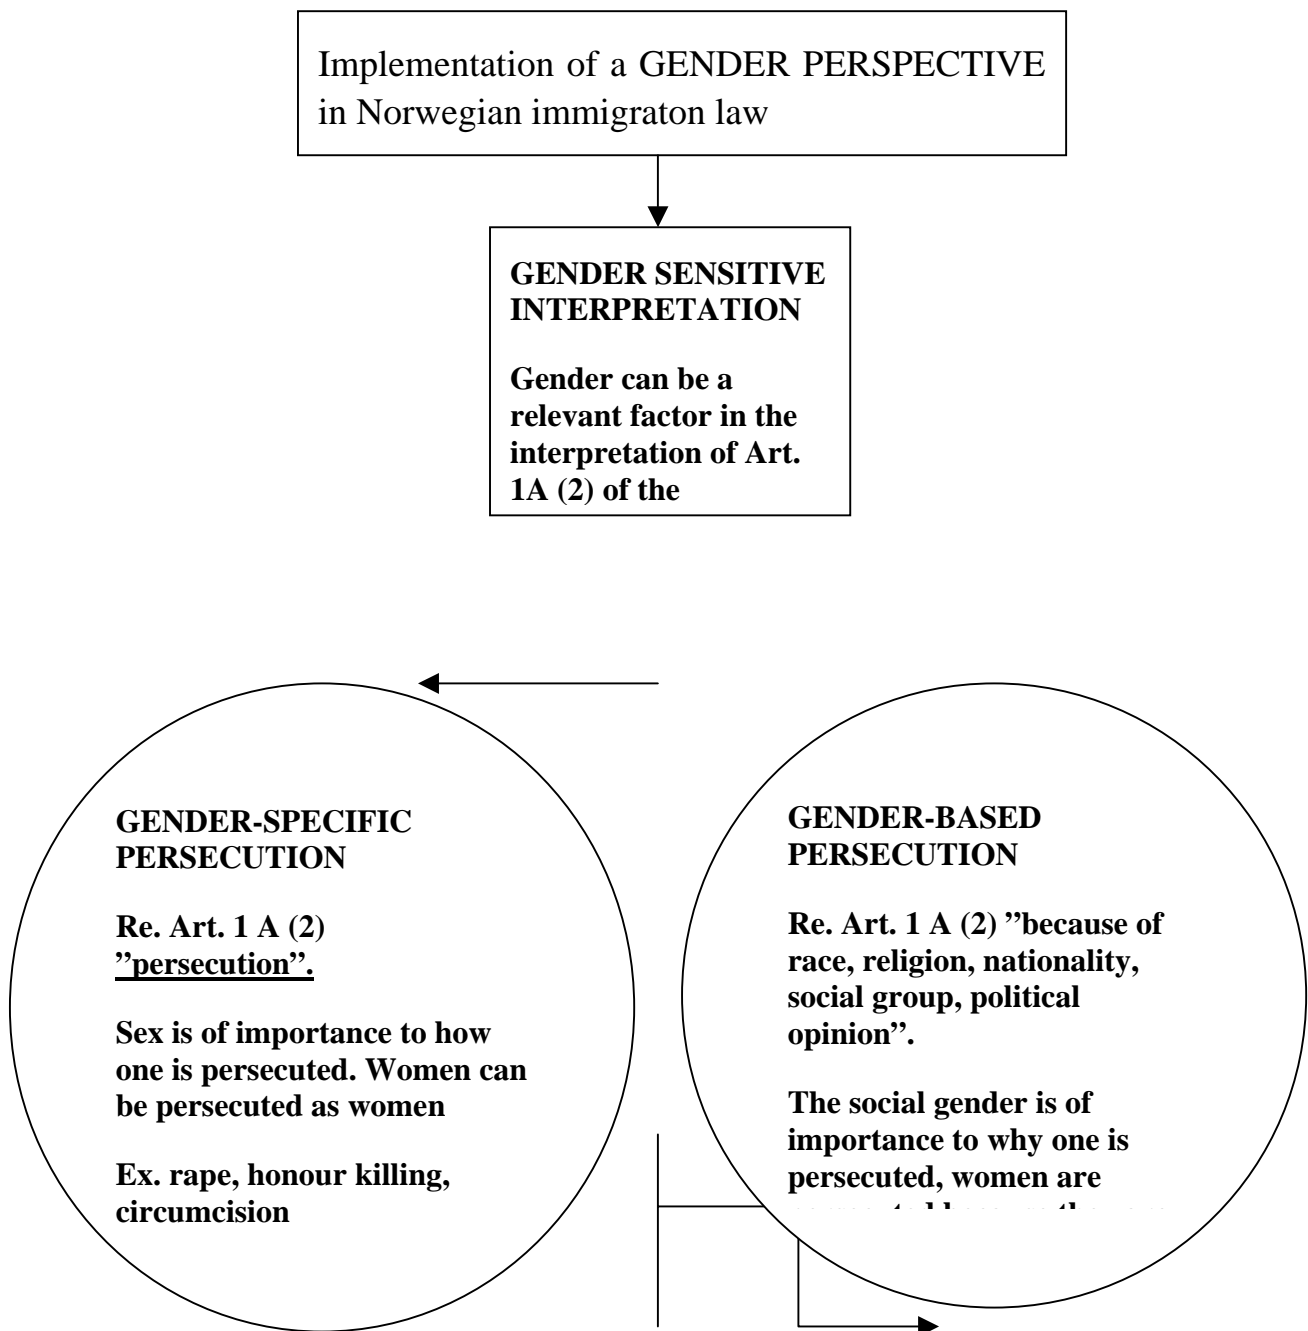 Implementation of a GENDER PERSPECTIVE
in Norwegian immigraton law
GENDER SENSITIVE
INTERPRETATION
Gender can be a
relevant factor in the
interpretation of Art.
1A (2) of the
GENDER-SPECIFIC
PERSECUTION
Re. Art. 1 A (2)
”persecution”.
Sex is of importance to how
one is persecuted. Women can
be persecuted as women
Ex. rape, honour killing,
circumcision
GENDER-BASED
PERSECUTION
Re. Art. 1 A (2) ”because of
race, religion, nationality,
social group, political
opinion”.
The social gender is of
importance to why one is
persecuted, women are